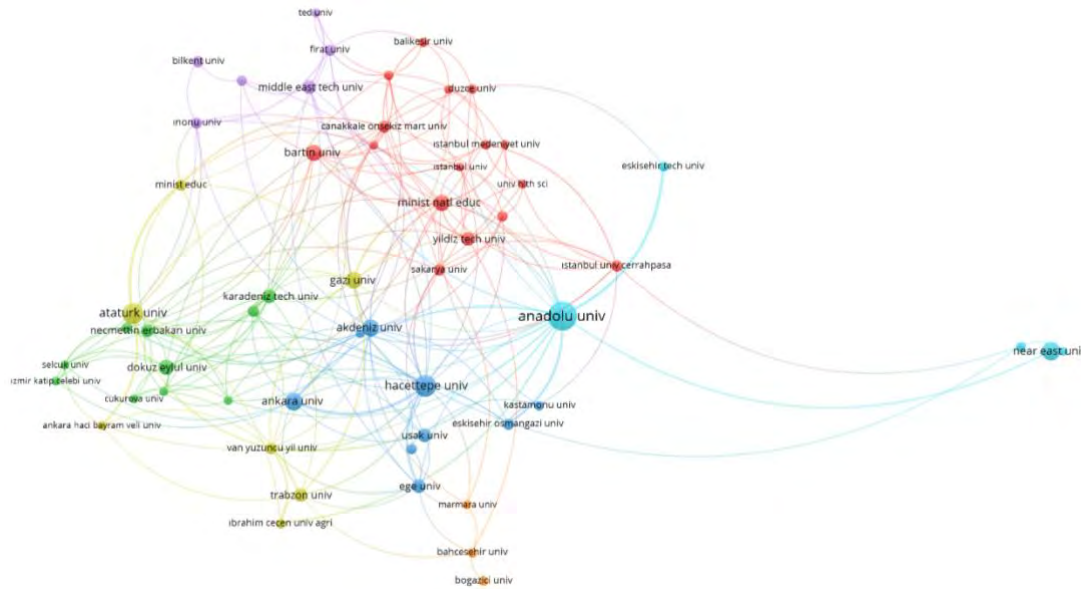 ted univ
firat univ
balikesir univ
bilkent univ
middle east tech univ
duzce univ
inonu univ
canakkale onsekiz mart univ
bartin univ
istanbul medeniyet univ
istanbul univ
eskisehir tech univ
minist educ
univ hlth sci
minist natl educ
yildiz tech univ
sakarya univ
istanbul univ cerrahpasa
gazi univ
karadeniz tech univ
ataturk univ
anadolu univ
necmettin erbakan univ
akdeniz univ
near east uni
selcuk univ
dokuz eylul univ
izmir katip celebi univ
hacettepe univ
cukurova univ
ankara univ
kastamonu univ
ankara haci bayram veli univ
eskisehir osmangazi univ
usak univ
van yuzuncu yil univ
ege univ
trabzon univ
marmara univ
ibrahim cecen univ agri
bahcesehir univ
bogazici univ